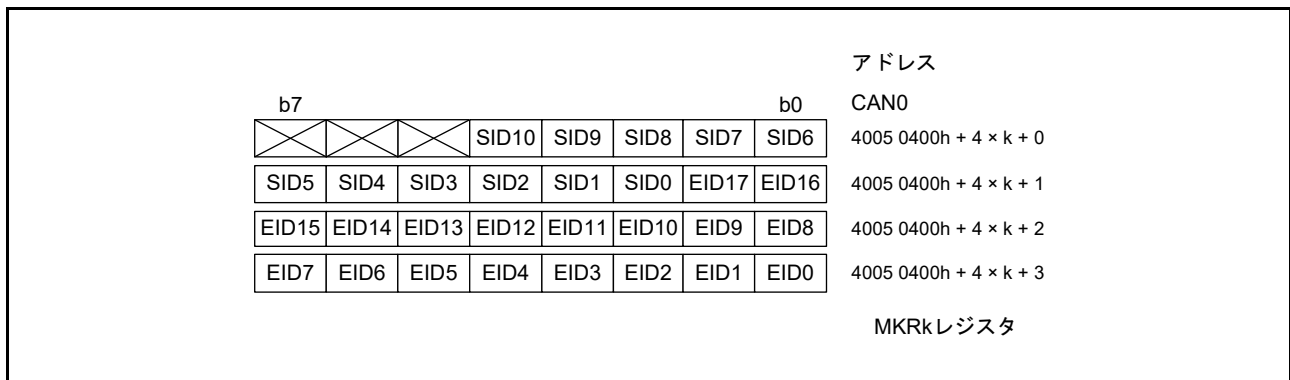 アドレス
b7 b0 CAN0
SID10 SID9 SID8 SID7 SID6 4005 0400h + 4 × k + 0
SID5 SID4 SID3 SID2 SID1 SID0 EID17 EID16 4005 0400h + 4 × k + 1
EID15 EID14 EID13 EID12 EID11 EID10 EID9 EID8 4005 0400h + 4 × k + 2
EID7 EID6 EID5 EID4 EID3 EID2 EID1 EID0 4005 0400h + 4 × k + 3
MKRkレジスタ